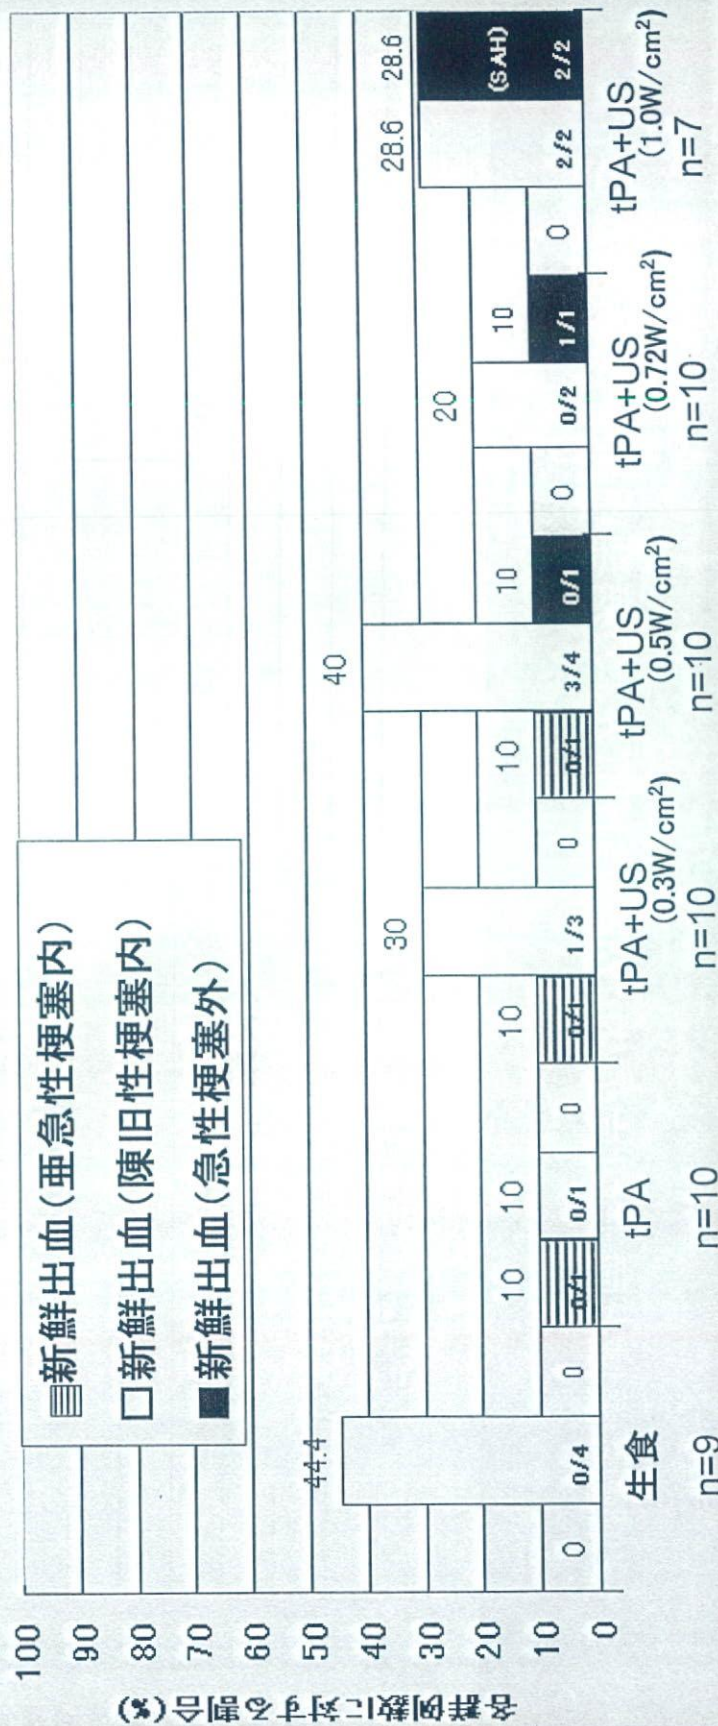 各群例数に対する割合(%)
100
90
80
70
60
50
40
30
20
10
0
新鮮出血(亜急性梗塞内)
新鮮出血(陳旧性梗塞内)
新鮮出血(急性梗塞外)
0
44.4
0/4
0
10
0/1
10
0/1
0
10
0/1
30
1/3
0
10
0/1
40
3/4
10
0/1
0
20
0/2
10
1/1
0
28.6
2/2
28.6
(SAH)
2/2
生食
n=9
tPA
n=10
tPA+US
(0.3W/cm²)
n=10
tPA+US
(0.5W/cm²)
n=10
tPA+US
(0.72W/cm²)
n=10
tPA+US
(1.0W/cm²)
n=7